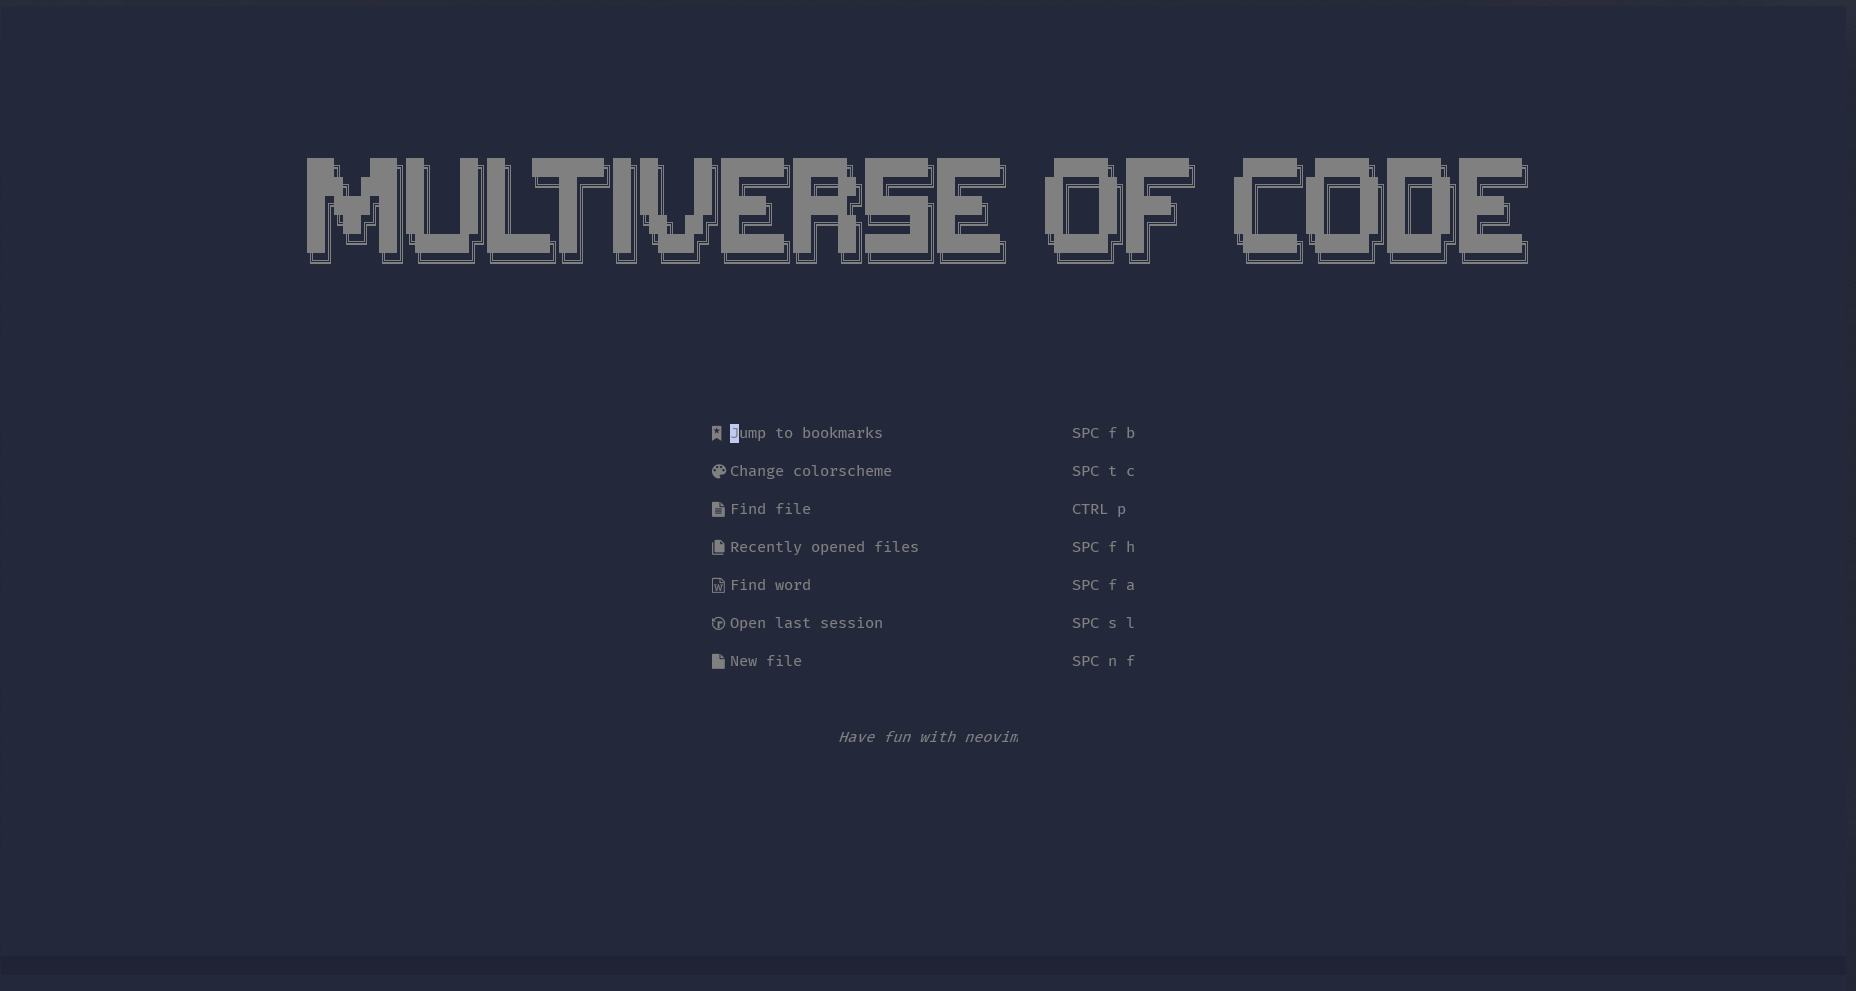 MULTIVERSE OF CODE
Jump to bookmarks SPC f b
Change colorscheme SPC t c
Find file CTRL p
Recently opened files SPC f h
Find word SPC f a
Open last session SPC s l
New file SPC n f
Have fun with neovim